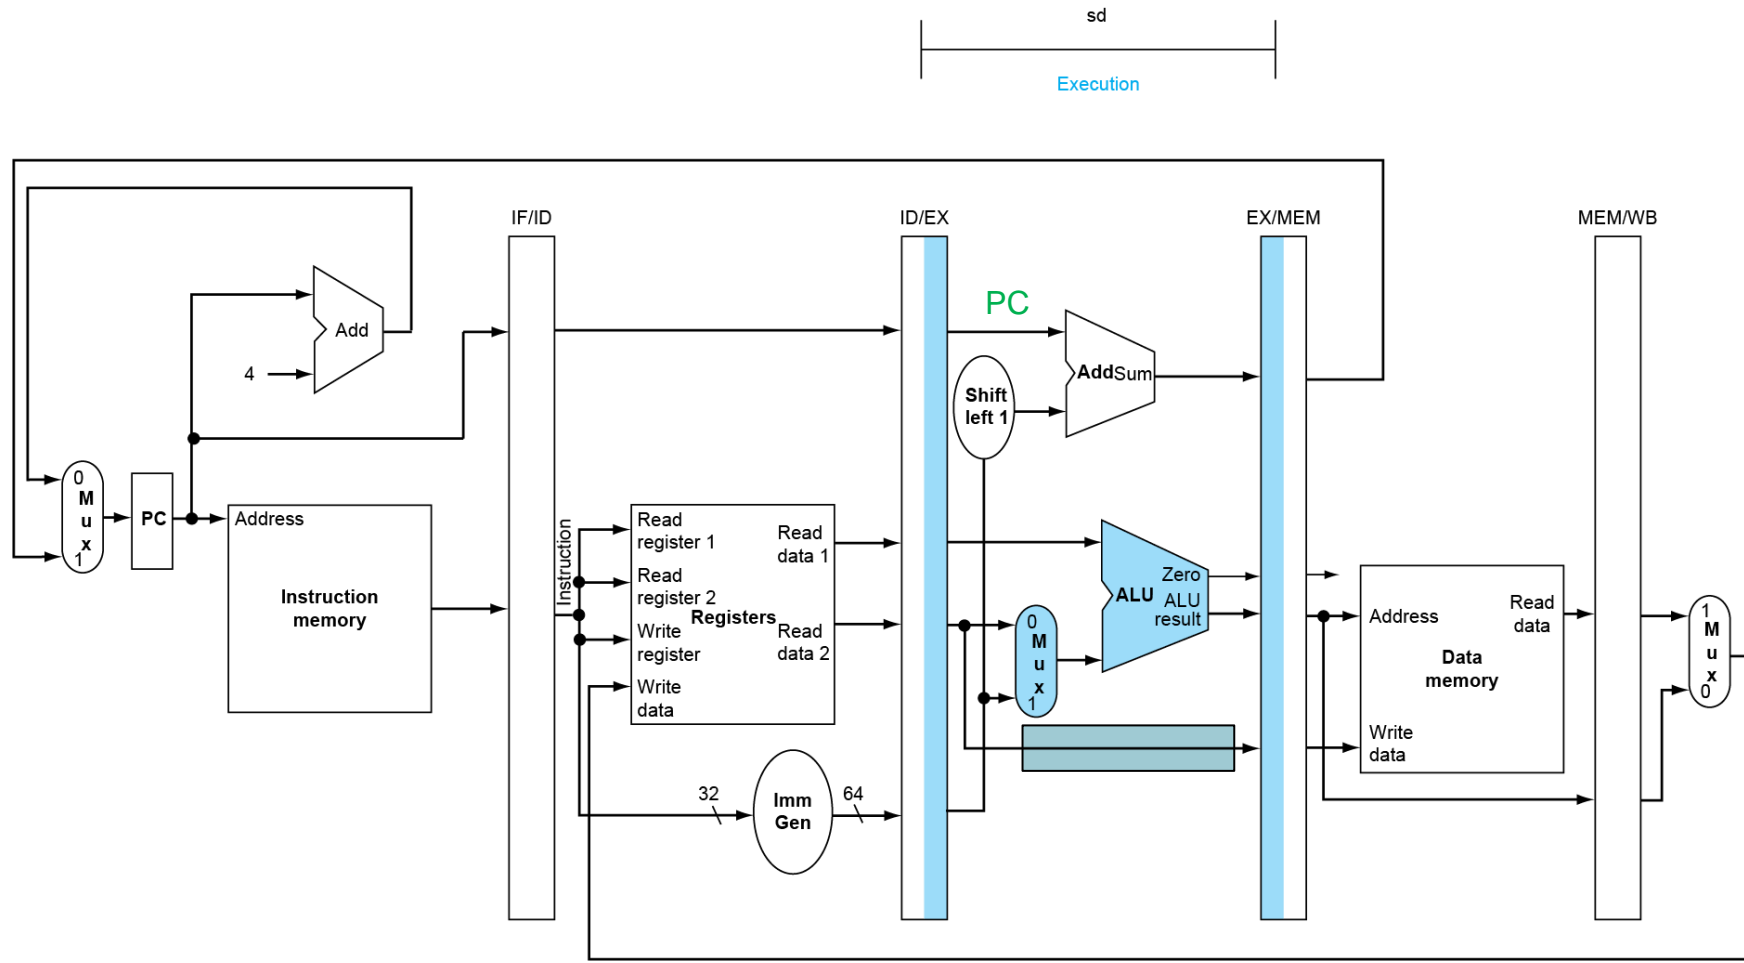 sd
Execution
IF/ID
ID/EX
EX/MEM
MEM/WB
PC
Add
4
Shift
left 1
AddSum
0
M
u
x
1
PC
Address
Instruction
memory
Instruction
Read
register 1
Read
register 2
Write
register
Write
data
Registers
Read
data 1
Read
data 2
32
Imm
Gen
64
0
M
u
x
1
ALU
Zero
ALU
result
Address
Read
data
Data
memory
Write
data
1
M
u
x
0